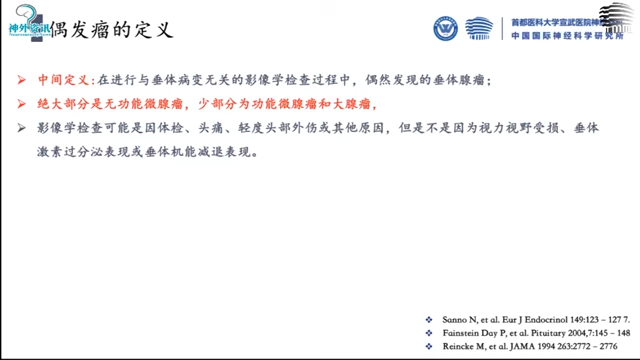 神外资讯
偶发瘤的定义
首都医科大学宣武医院神经外科
中国国际神经科学研究所
中间定义:在进行与垂体病变无关的影像学检查过程中，偶然发现的垂体腺瘤；
绝大部分是无功能微腺瘤，少部分为功能微腺瘤和大腺瘤，
影像学检查可能是因体检、头痛、轻度头部外伤或其他原因，但是不是因为视力视野受损、垂体
激素过分泌表现或垂体机能减退表现。
Sanno N, et al. Eur J Endocrinol 149:123 – 127 7.
Fainstein Day P, et al. Pituitary 2004,7:145 – 148
Reincke M, et al. JAMA 1994 263:2772 – 2776